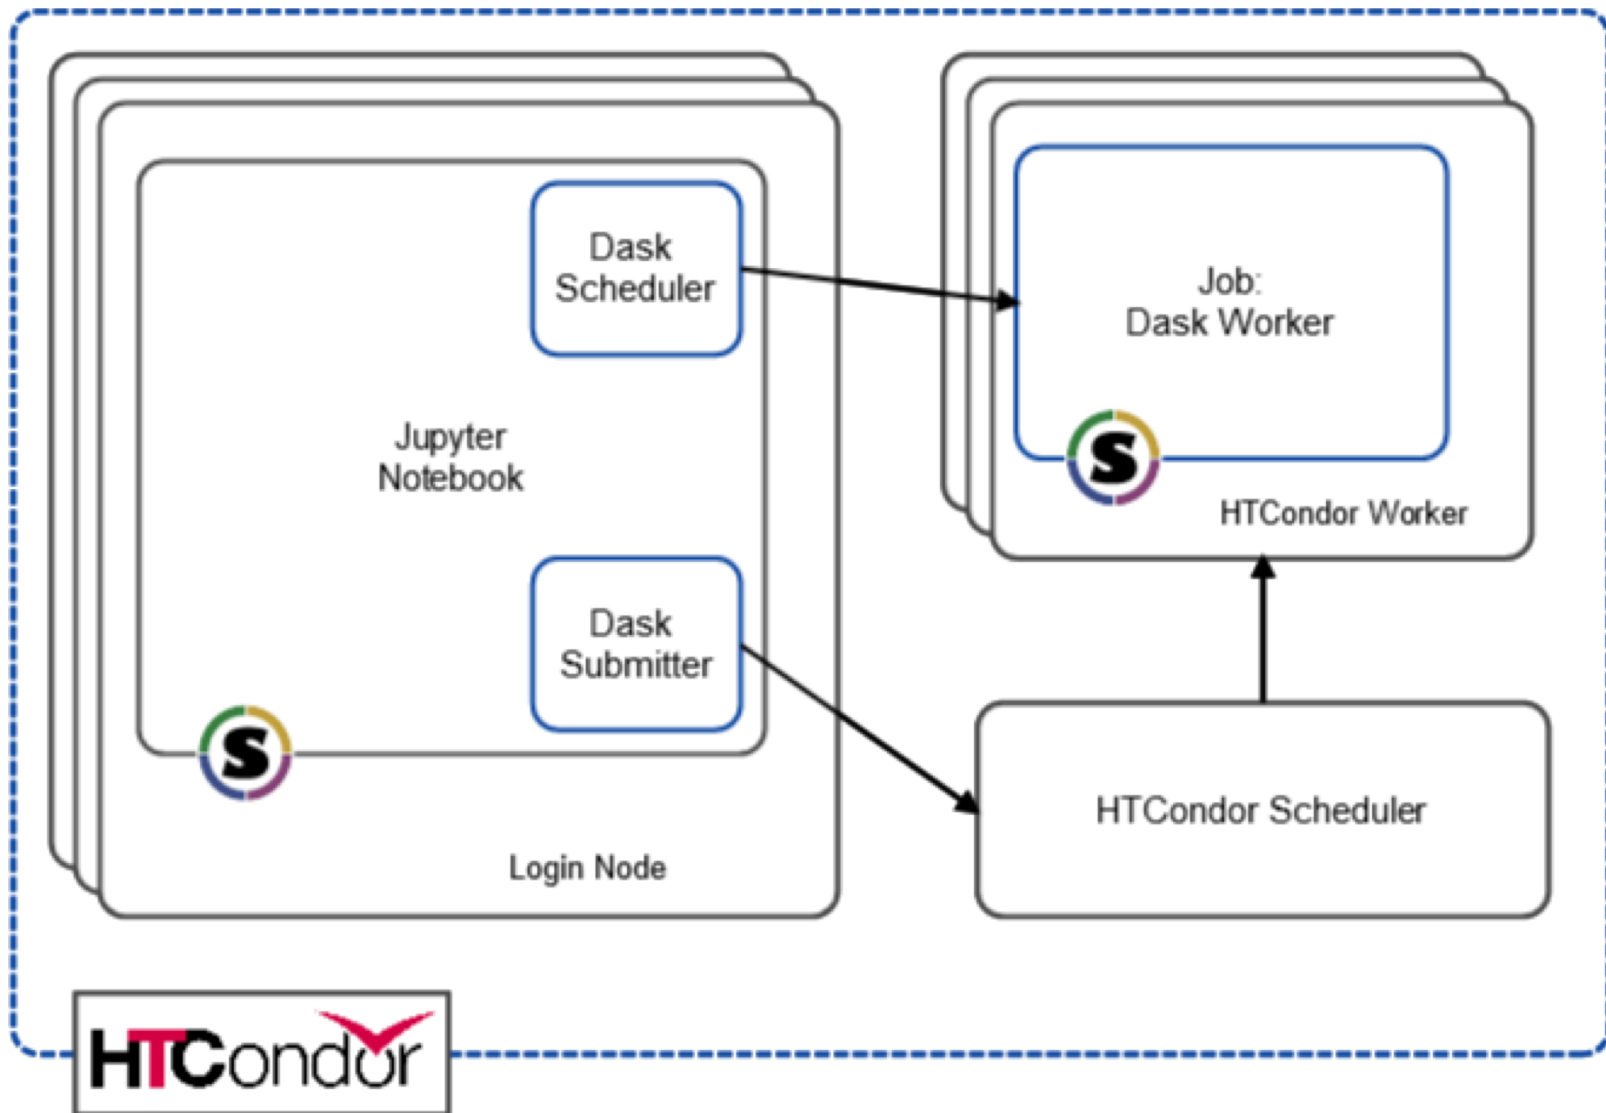 Dask
Scheduler
Jupyter
Notebook
Dask
Submitter
S
Login Node
Job:
Dask Worker
S
HTCondor Worker
HTCondor Scheduler
HTCondor